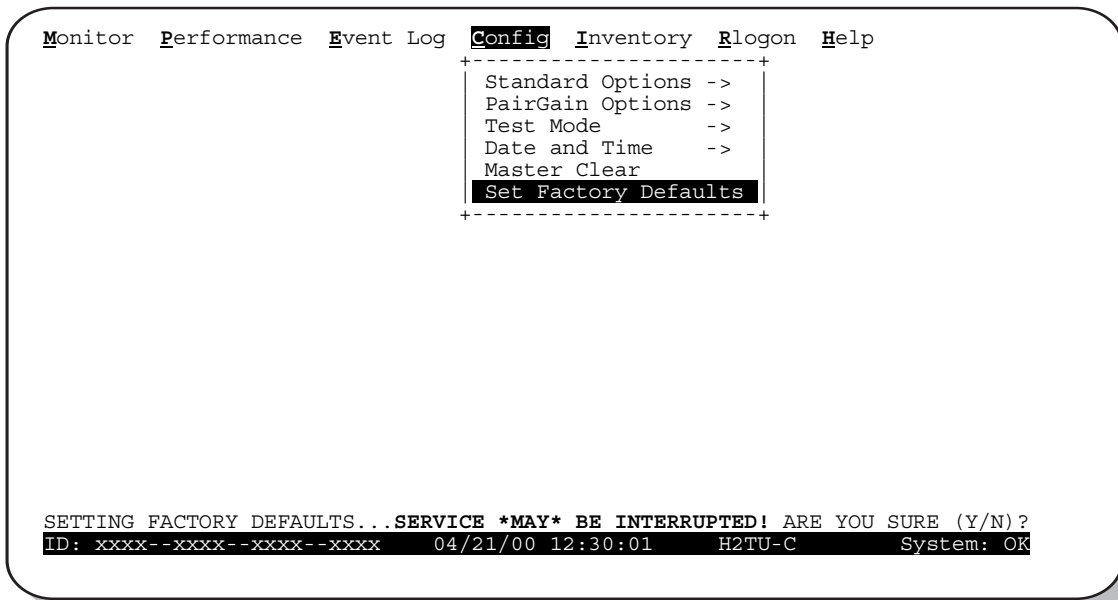 Monitor Performance Event Log Config Inventory Rlogon Help
+----------------------+
| Standard Options -> |
| PairGain Options -> |
| Test Mode -> |
| Date and Time -> |
| Master Clear |
| Set Factory Defaults |
+----------------------+
SETTING FACTORY DEFAULTS...SERVICE *MAY* BE INTERRUPTED! ARE YOU SURE (Y/N)?
ID: xxxx--xxxx--xxxx--xxxx 04/21/00 12:30:01 H2TU-C System: OK